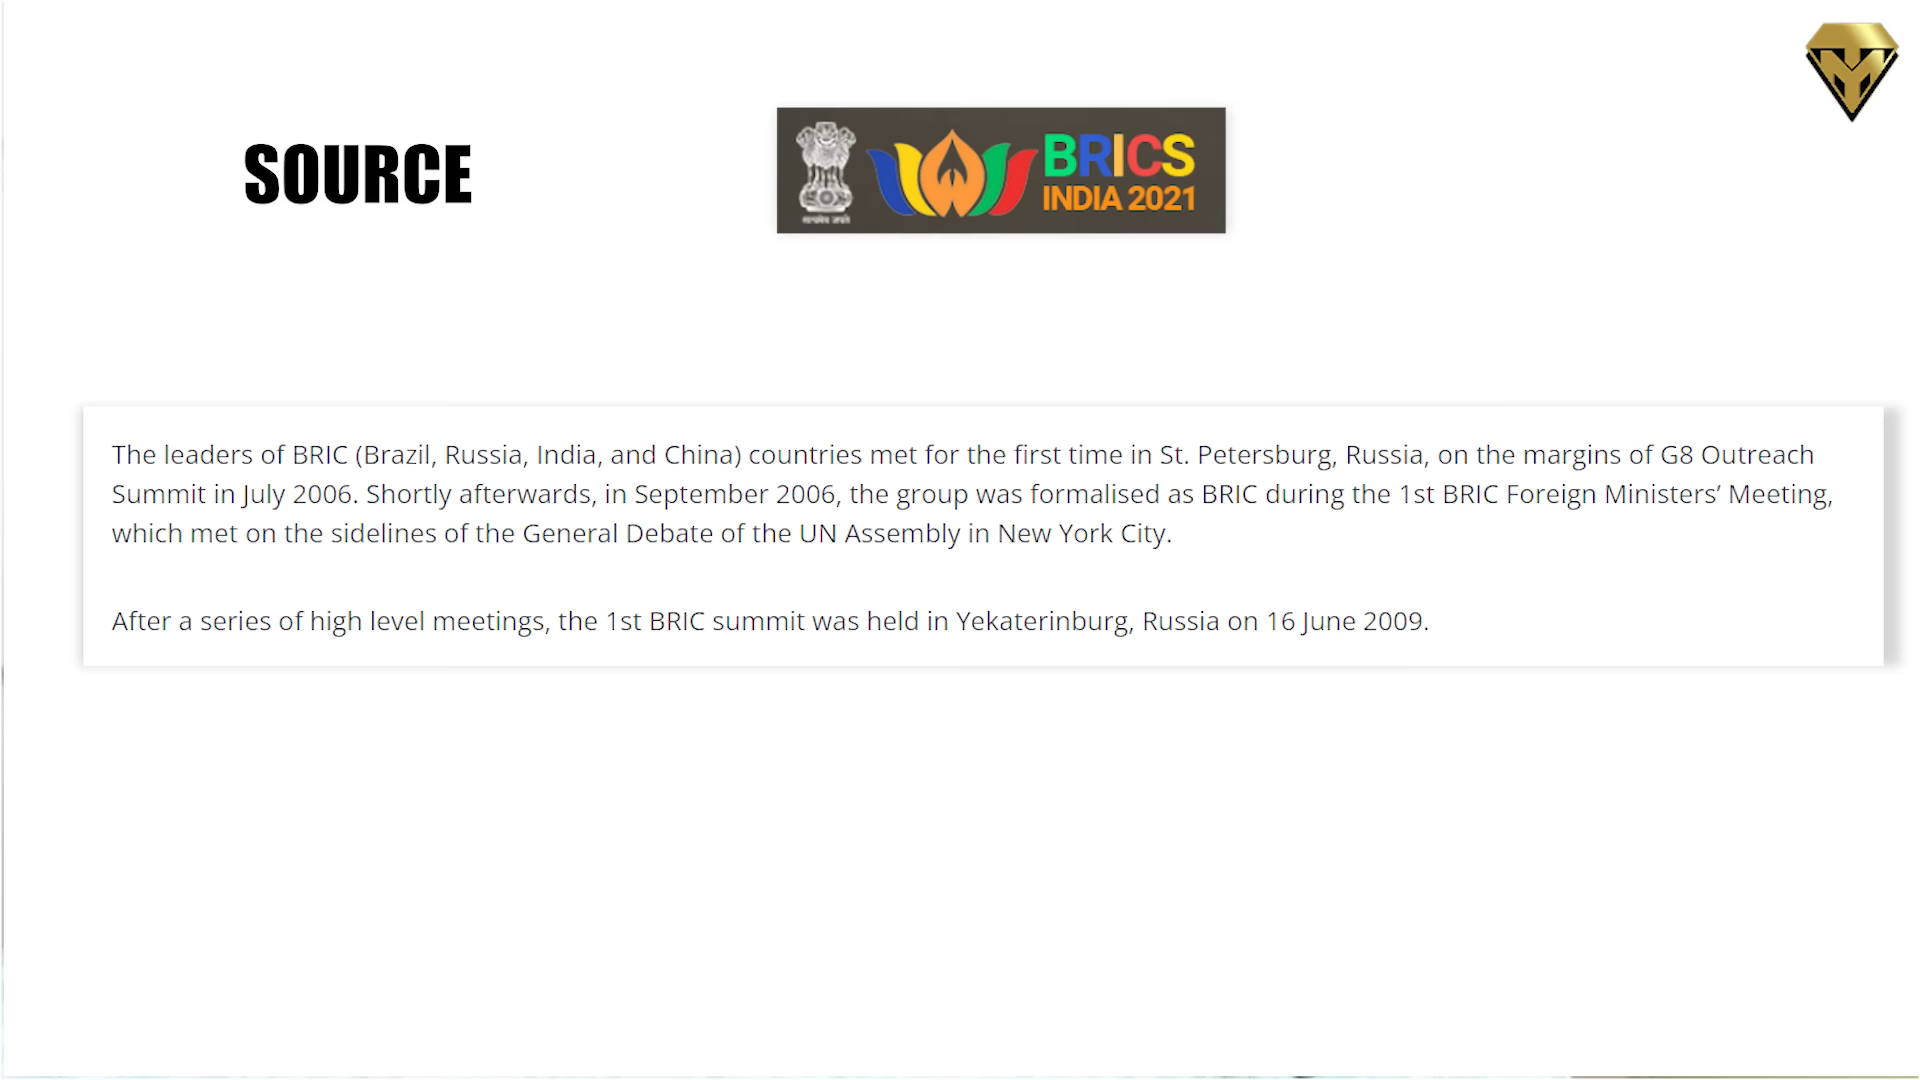 SOURCE
BRICS
INDIA 2021
The leaders of BRIC (Brazil, Russia, India, and China) countries met for the first time in St. Petersburg, Russia, on the margins of G8 Outreach
Summit in July 2006. Shortly afterwards, in September 2006, the group was formalised as BRIC during the 1st BRIC Foreign Ministers’ Meeting,
which met on the sidelines of the General Debate of the UN Assembly in New York City.
After a series of high level meetings, the 1st BRIC summit was held in Yekaterinburg, Russia on 16 June 2009.